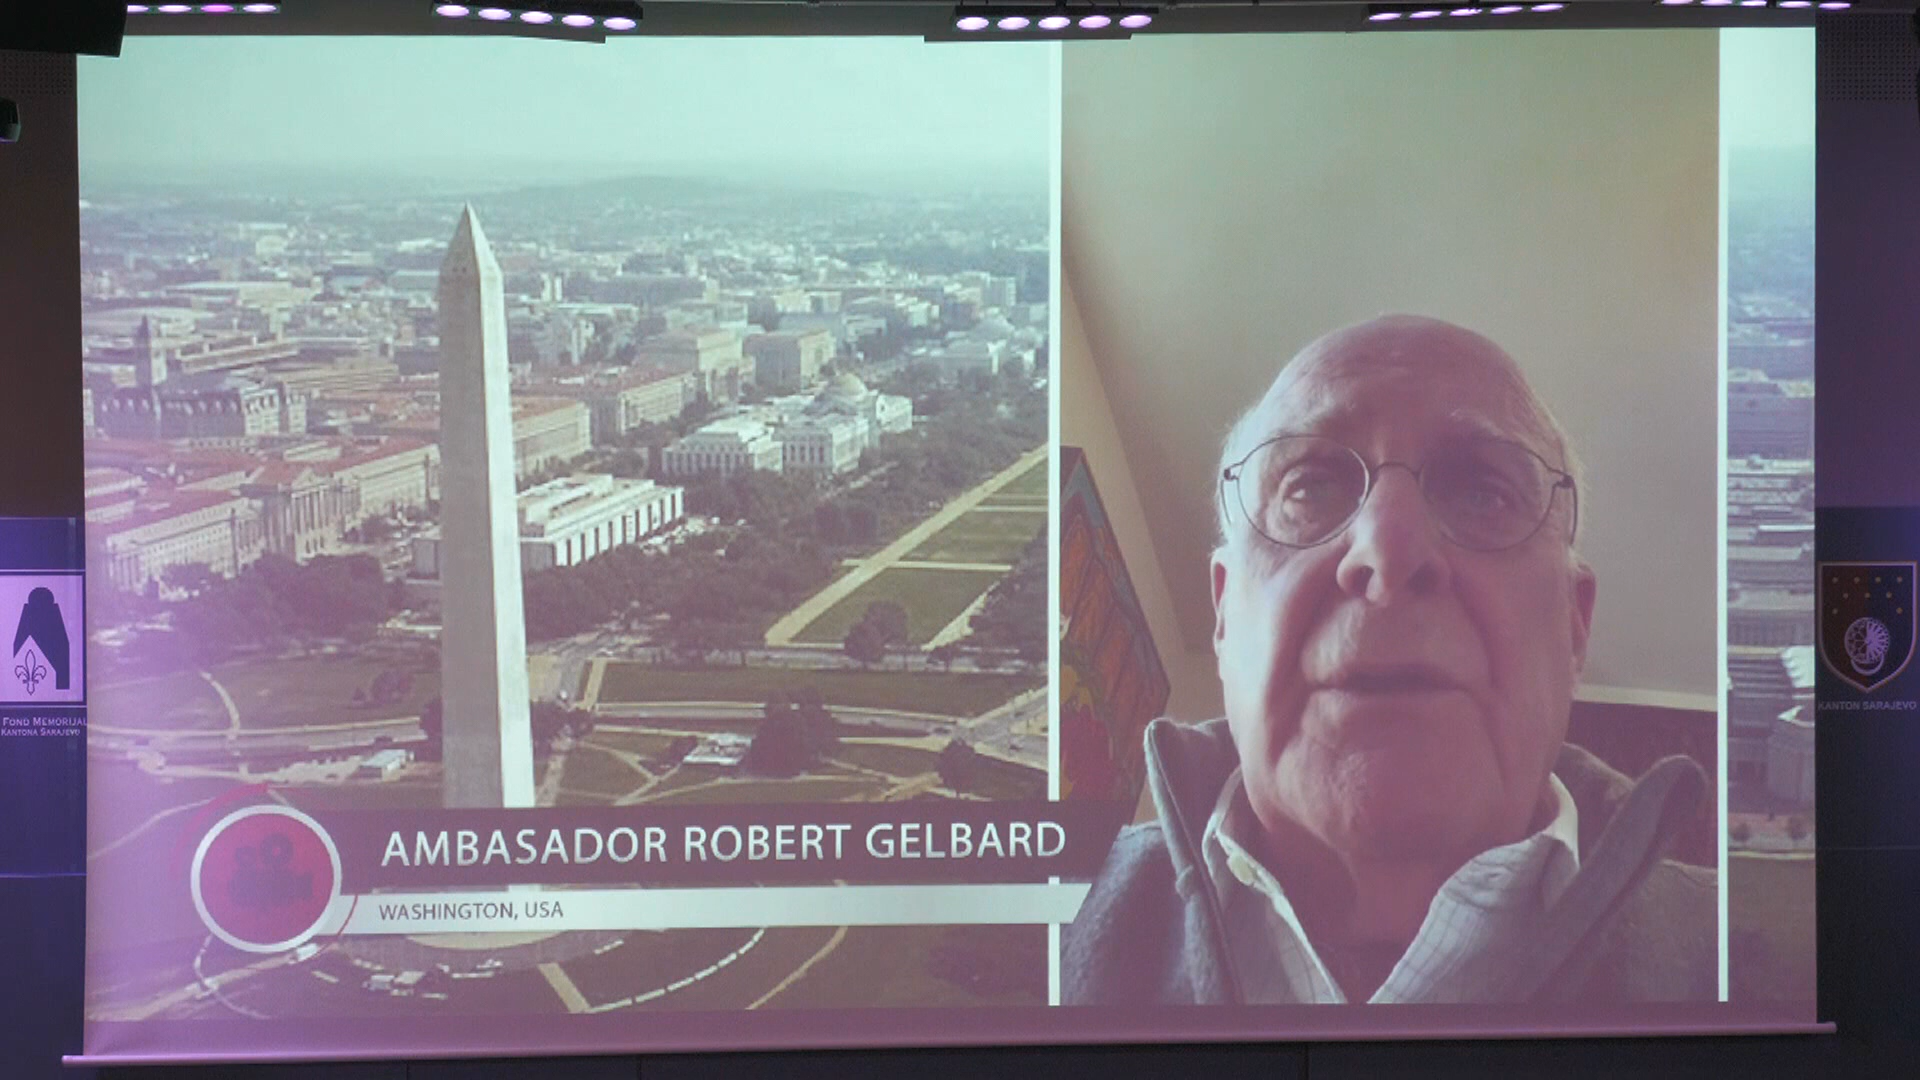 AMBASADOR ROBERT GELBARD
WASHINGTON, USA
FOND MEMORIJAL
KANTONA SARAJEVO
KANTON SARAJEVO